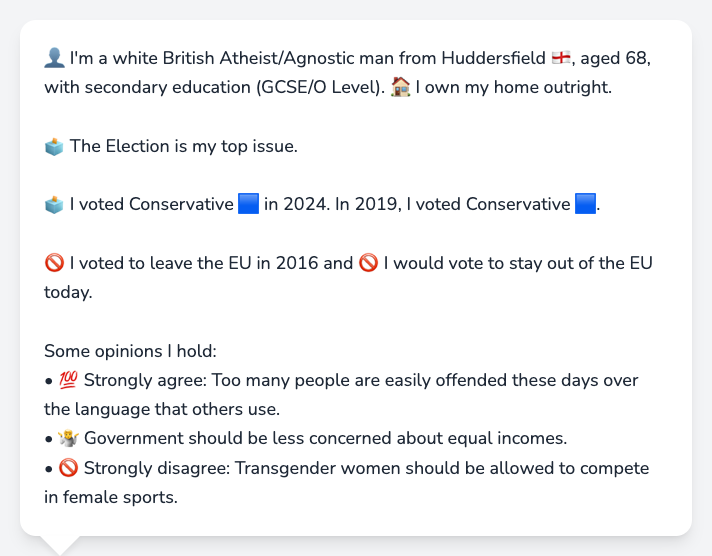 👤 I'm a white British Atheist/Agnostic man from Huddersfield 🏴󠁧󠁢󠁥󠁮󠁧󠁿, aged 68,
with secondary education (GCSE/O Level). 🏠 I own my home outright.
🗳️ The Election is my top issue.
🗳️ I voted Conservative 🟦 in 2024. In 2019, I voted Conservative 🟦.
🚫 I voted to leave the EU in 2016 and 🚫 I would vote to stay out of the EU
today.
Some opinions I hold:
• 💯 Strongly agree: Too many people are easily offended these days over
the language that others use.
• 🤷 Government should be less concerned about equal incomes.
• 🚫 Strongly disagree: Transgender women should be allowed to compete
in female sports.